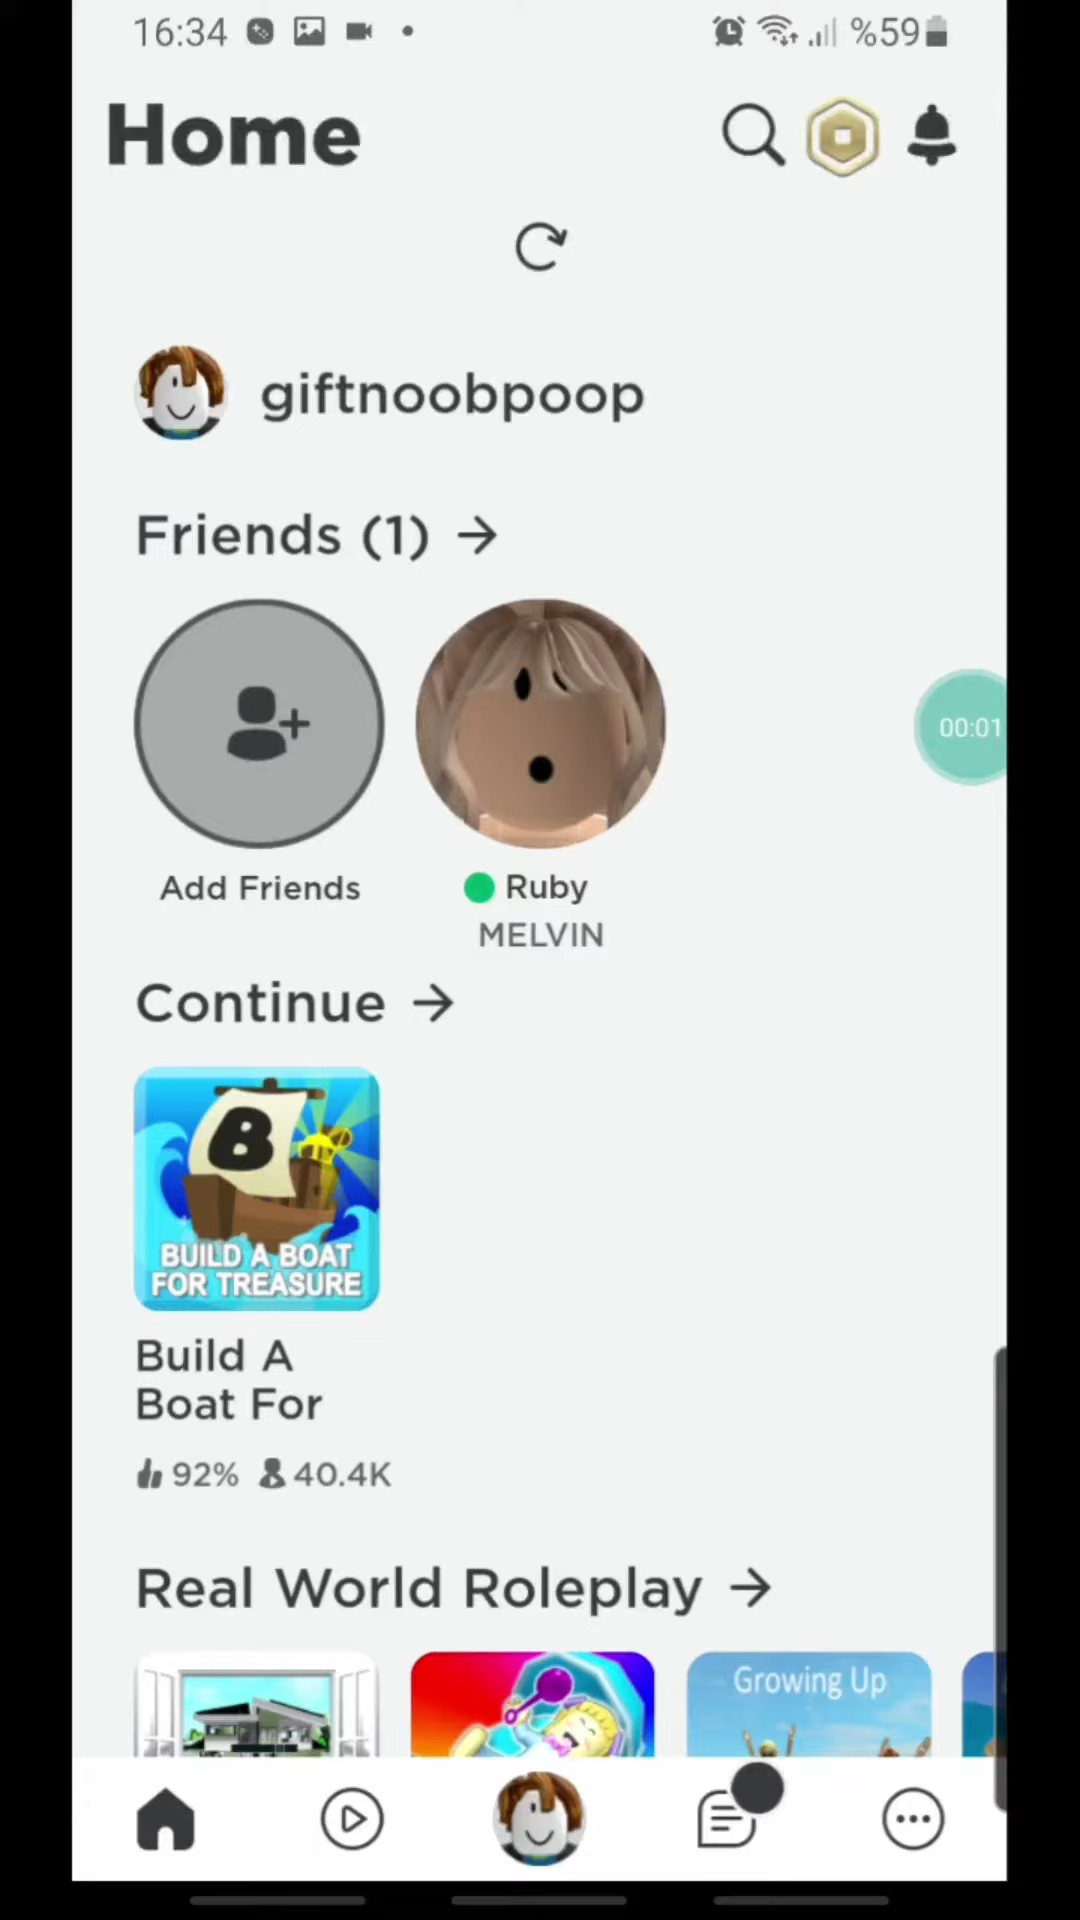 16:34
%59
Home
giftnoobpoop
Friends (1)
00:01
Add Friends
Ruby
MELVIN
Continue
B
BUILD A BOAT
FOR TREASURE
Build A
Boat For
92% 40.4K
Real World Roleplay
Growing Up